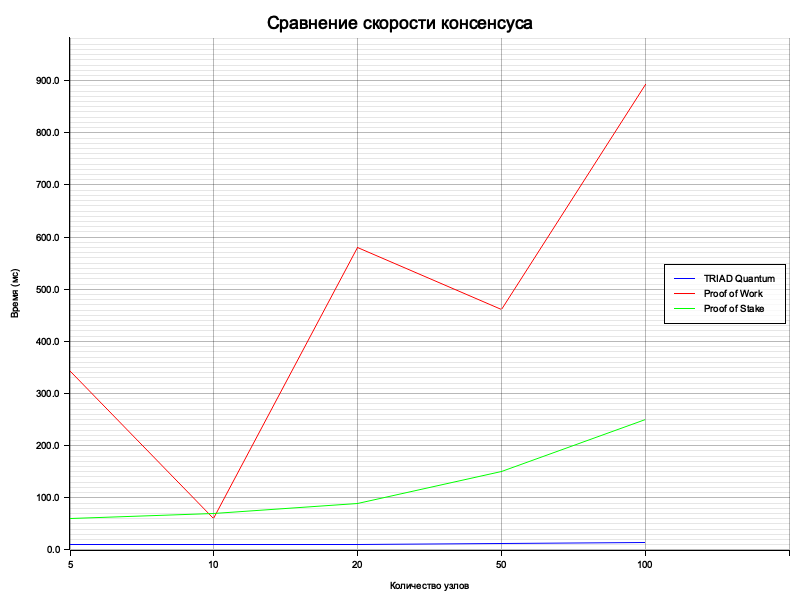 Сравнение скорости консенсуса
900.0
800.0
700.0
600.0
500.0
400.0
300.0
200.0
100.0
0.0
Время (мс)
TRIAD Quantum
Proof of Work
Proof of Stake
5 10 20 50 100
Количество узлов